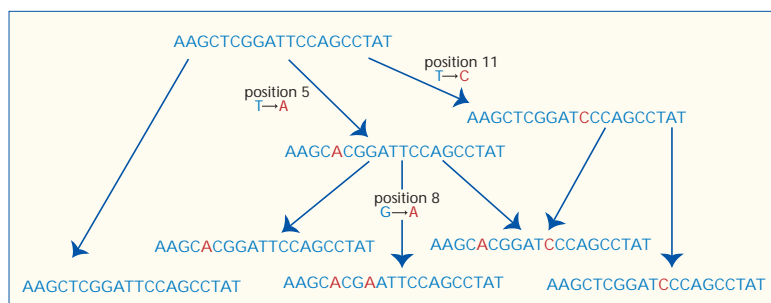 AAGCTCGGATTCCAGCCTAT
position 11
T→C
position 5
T→A
AAGCTCGGATCCCAGCCTAT
AAGCACGGATTCCAGCCTAT
position 8
G→A
AAGCACGGATTCCAGCCTAT
AAGCACGGATCCCAGCCTAT
AAGCTCGGATTCCAGCCTAT
AAGCACGAATTCCAGCCTAT
AAGCTCGGATCCCAGCCTAT